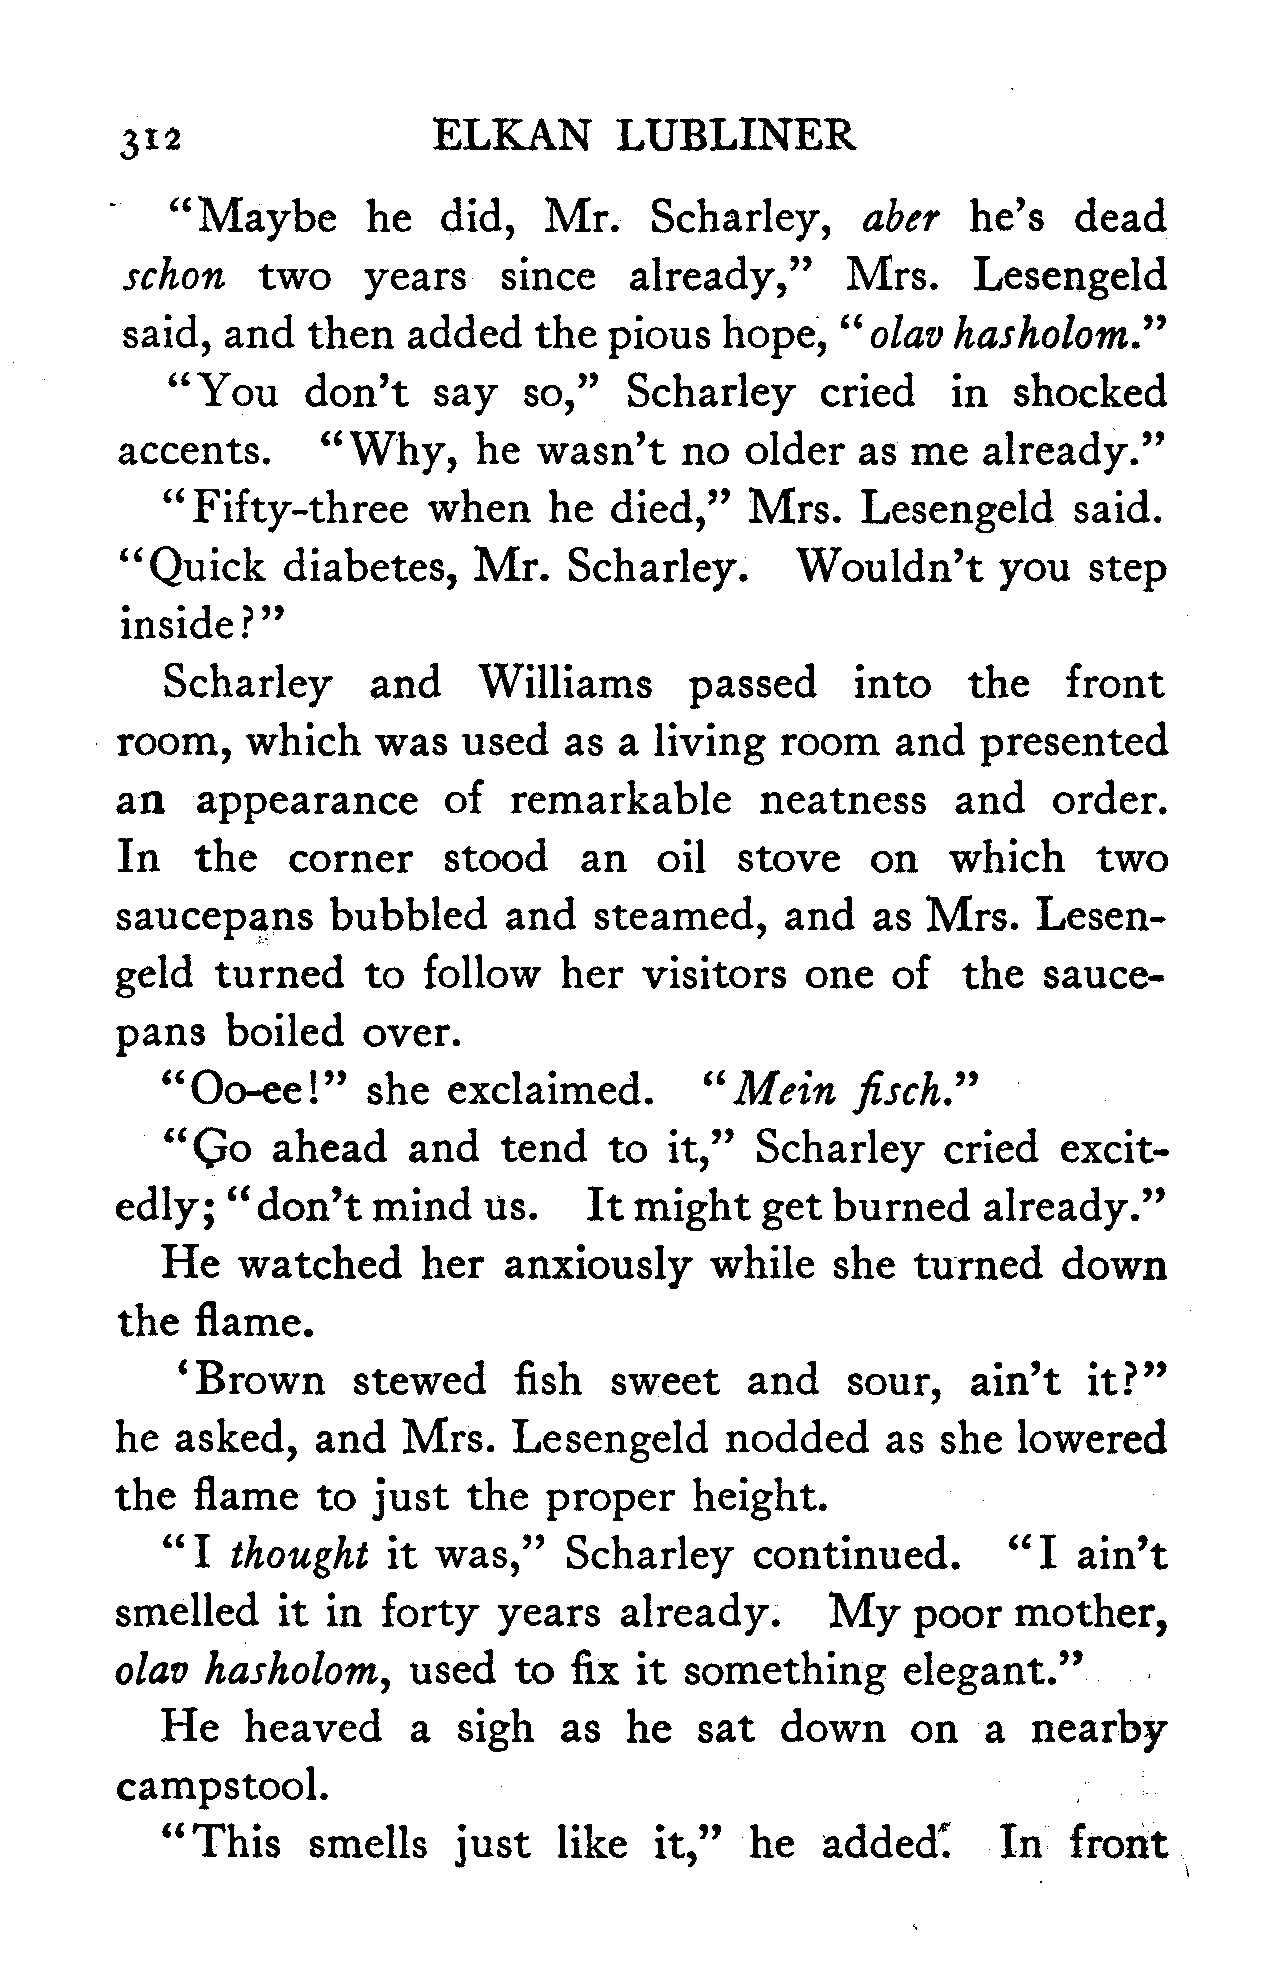 312 ELKAN LUBLINER
"Maybe he did, Mr. Scharley, aber he's dead
schon two years since already," Mrs. Lesengeld
said, and then added the pious hope, "olav hasholom."
"You don't say so," Scharley cried in shocked
accents. "Why, he wasn't no older as me already."
"Fifty-three when he died," Mrs. Lesengeld said.
"Quick diabetes, Mr. Scharley. Wouldn't you step
inside?"
Scharley and Williams passed into the front
room, which was used as a living room and presented
an appearance of remarkable neatness and order.
In the corner stood an oil stove on which two
saucepans bubbled and steamed, and as Mrs. Lesen-
geld turned to follow her visitors one of the sauce-
pans boiled over.
"Oo-ee!" she exclaimed. "Mein fisch."
"Go ahead and tend to it," Scharley cried excit-
edly; "don't mind us. It might get burned already."
He watched her anxiously while she turned down
the flame.
'Brown stewed fish sweet and sour, ain't it?"
he asked, and Mrs. Lesengeld nodded as she lowered
the flame to just the proper height.
"I thought it was," Scharley continued. "I ain't
smelled it in forty years already. My poor mother,
olav hasholom, used to fix it something elegant."
He heaved a sigh as he sat down on a nearby
campstool.
"This smells just like it," he added. In front